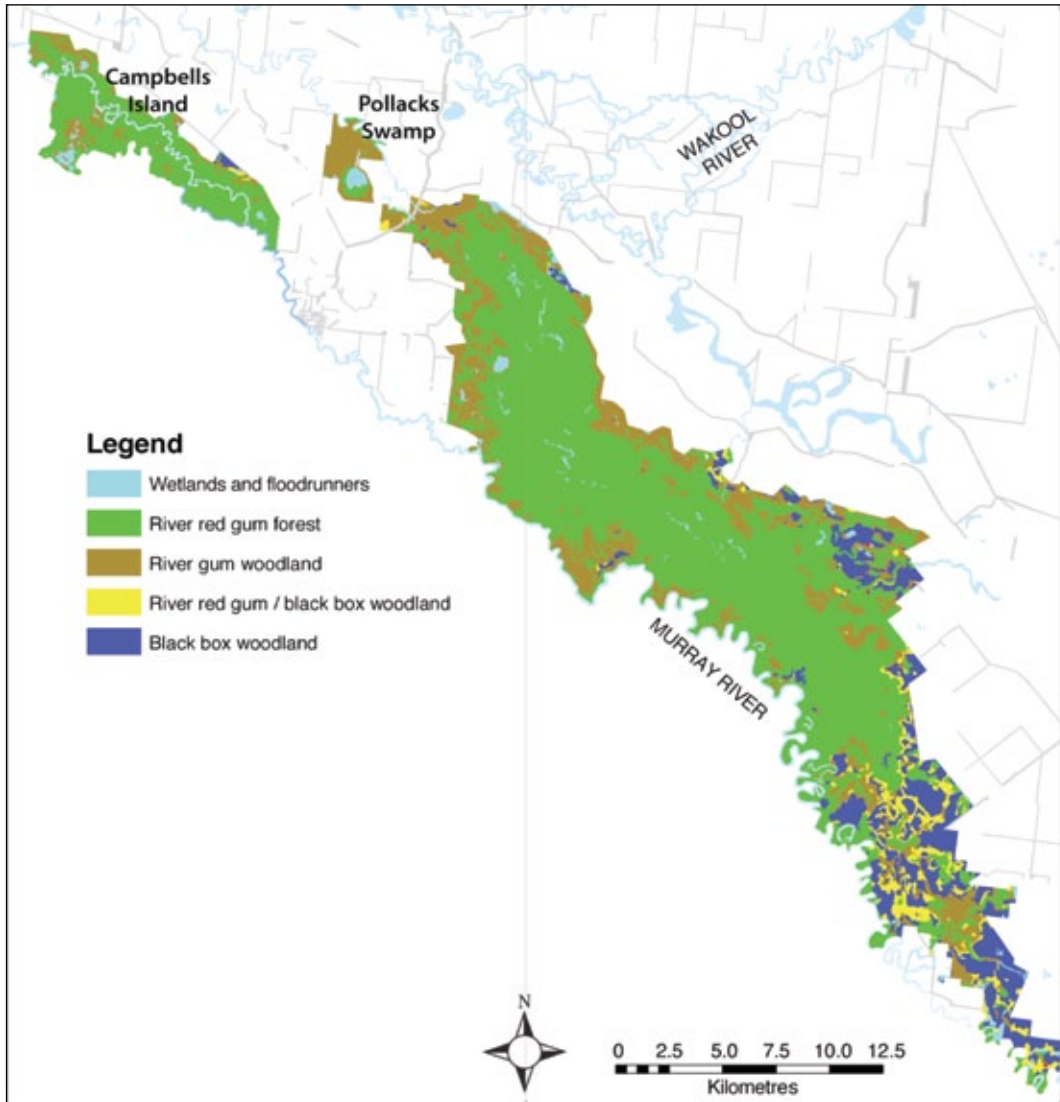 Campbells
Island
Pollacks
Swamp
WAKOOL
RIVER
Legend
Wetlands and floodrunners
River red gum forest
River gum woodland
River red gum / black box woodland
Black box woodland
MURRAY RIVER
N
0 2.5 5.0 7.5 10.0 12.5
Kilometres